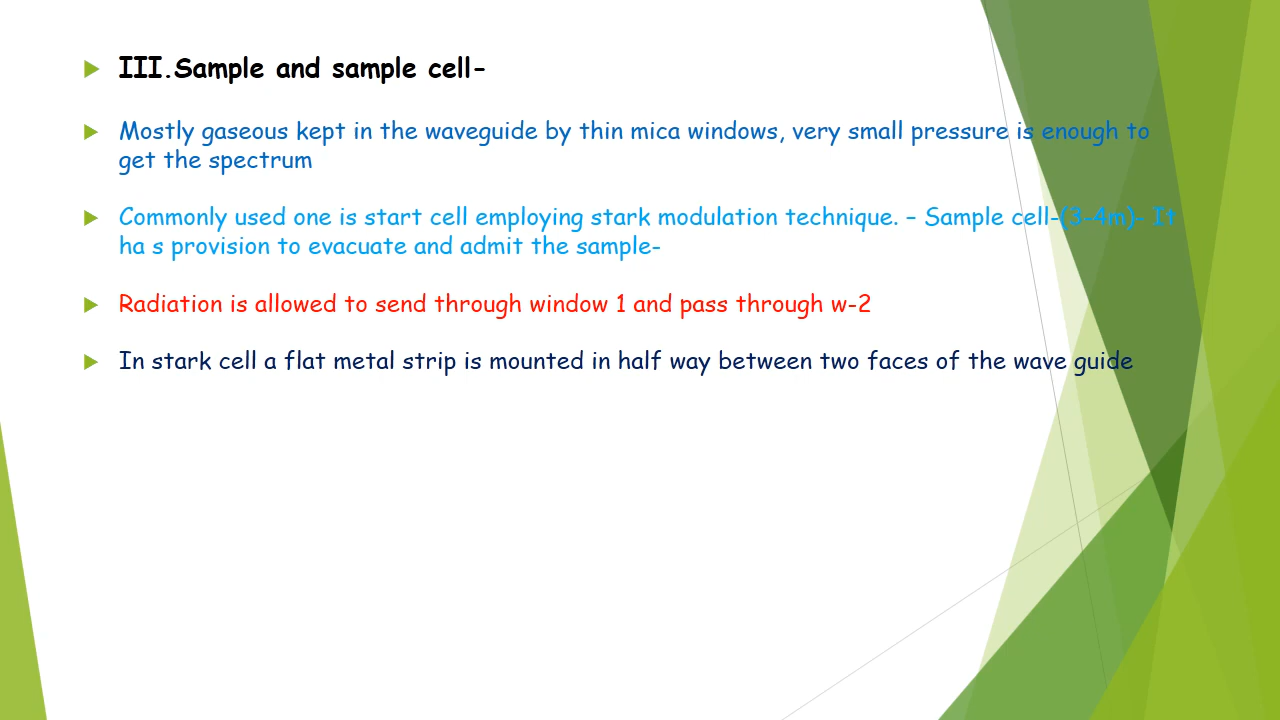 III.Sample and sample cell-
Mostly gaseous kept in the waveguide by thin mica windows, very small pressure is enough to
get the spectrum
Commonly used one is start cell employing stark modulation technique. – Sample cell-(3-4m)- It
ha s provision to evacuate and admit the sample-
Radiation is allowed to send through window 1 and pass through w-2
In stark cell a flat metal strip is mounted in half way between two faces of the wave guide